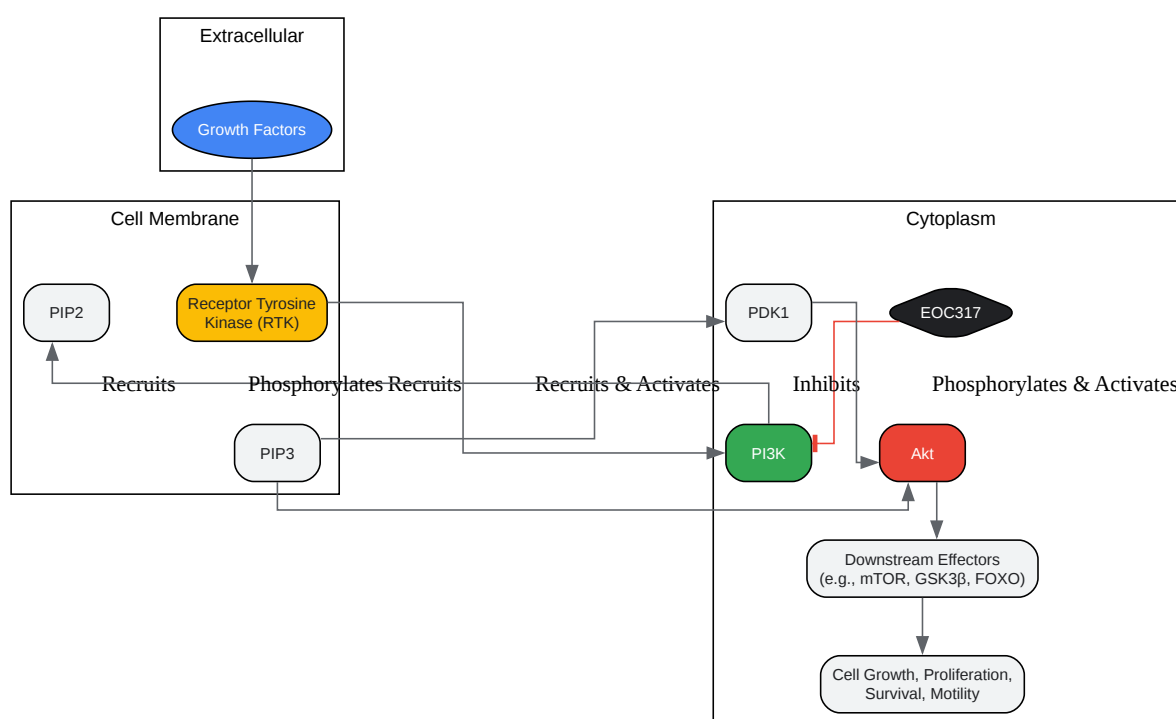 Extracellular
Growth Factors
Cell Membrane
Cytoplasm
PIP2
Receptor Tyrosine
Kinase (RTK)
PDK1
EOC317
Recruits
Phosphorylates
Recruits
Recruits & Activates
Inhibits
Phosphorylates & Activates
PIP3
PI3K
Akt
Downstream Effectors
(e.g., mTOR, GSK3β, FOXO)
Cell Growth, Proliferation,
Survival, Motility